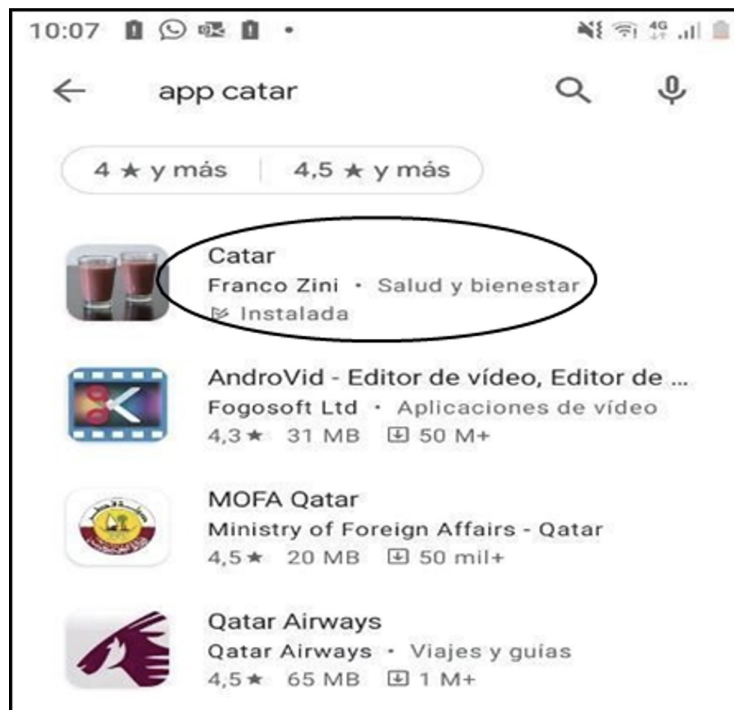 10:07 4G
app catar
4 ★ y más 4,5 ★ y más
Catar
Franco Zini • Salud y bienestar
Instalada
AndroVid - Editor de vídeo, Editor de ...
Fogosoft Ltd • Aplicaciones de vídeo
4,3 ★ 31 MB 50 M+
MOFA Qatar
Ministry of Foreign Affairs - Qatar
4,5 ★ 20 MB 50 mil+
Qatar Airways
Qatar Airways • Viajes y guías
4,5 ★ 65 MB 1 M+